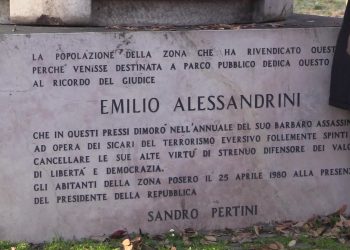 LA POPOLAZIONE DELLA ZONA CHE HA RIVENDICATO
PERCHÈ VENISSE DESTINATA A PARCO PUBBLICO DEDICA QUESTO
AL RICORDO DEL GIUDICE
EMILIO ALESSANDRINI
CHE IN QUESTI PRESSI DIMORÒ NELL'ANNUALE DEL SUO BARBARO
AD OPERA DEI SICARI DEL TERRORISMO EVERSIVO FOLLEMENTE SPINTI
CANCELLARE LE SUE ALTE VIRTÙ DI STRENUO DIFENSORE DEI
DI LIBERTÀ E DEMOCRAZIA.
GLI ABITANTI DELLA ZONA POSERO IL 25 APRILE 1980 ALLA
DEL PRESIDENTE DELLA REPUBBLICA
SANDRO PERTINI